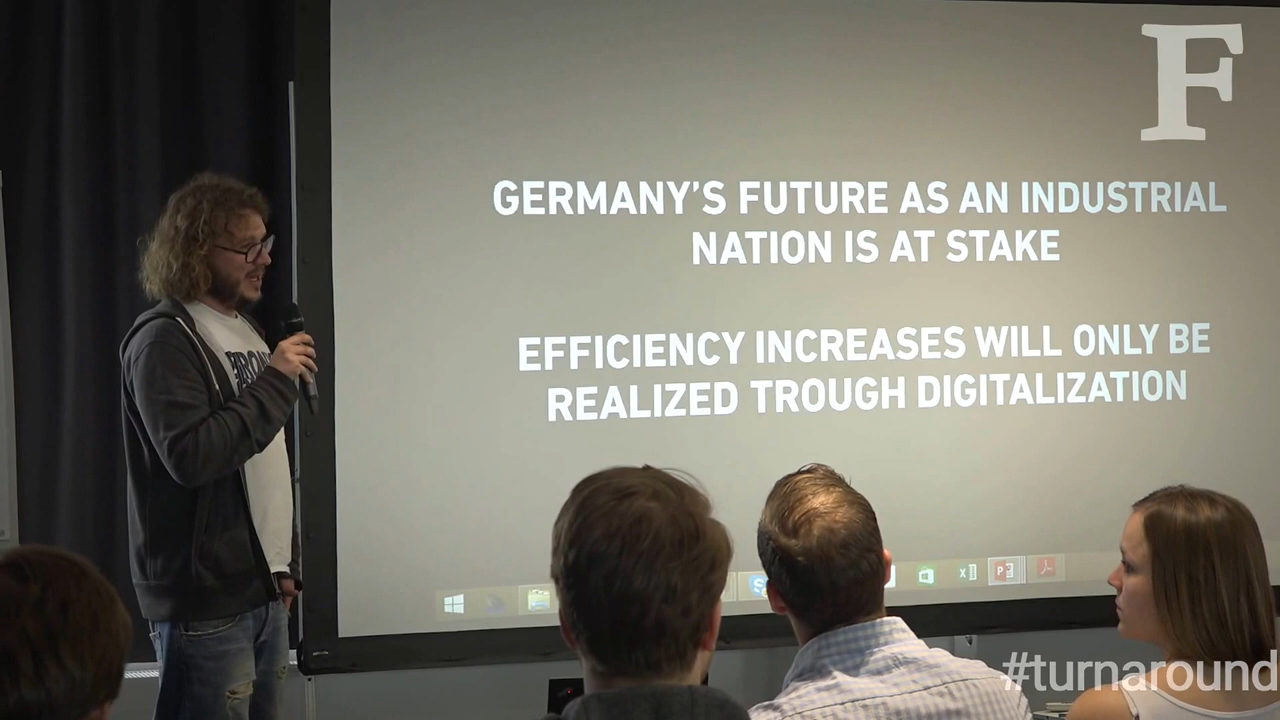 F
GERMANY'S FUTURE AS AN INDUSTRIAL
NATION IS AT STAKE
EFFICIENCY INCREASES WILL ONLY BE
REALIZED TROUGH DIGITALIZATION
#turnaround